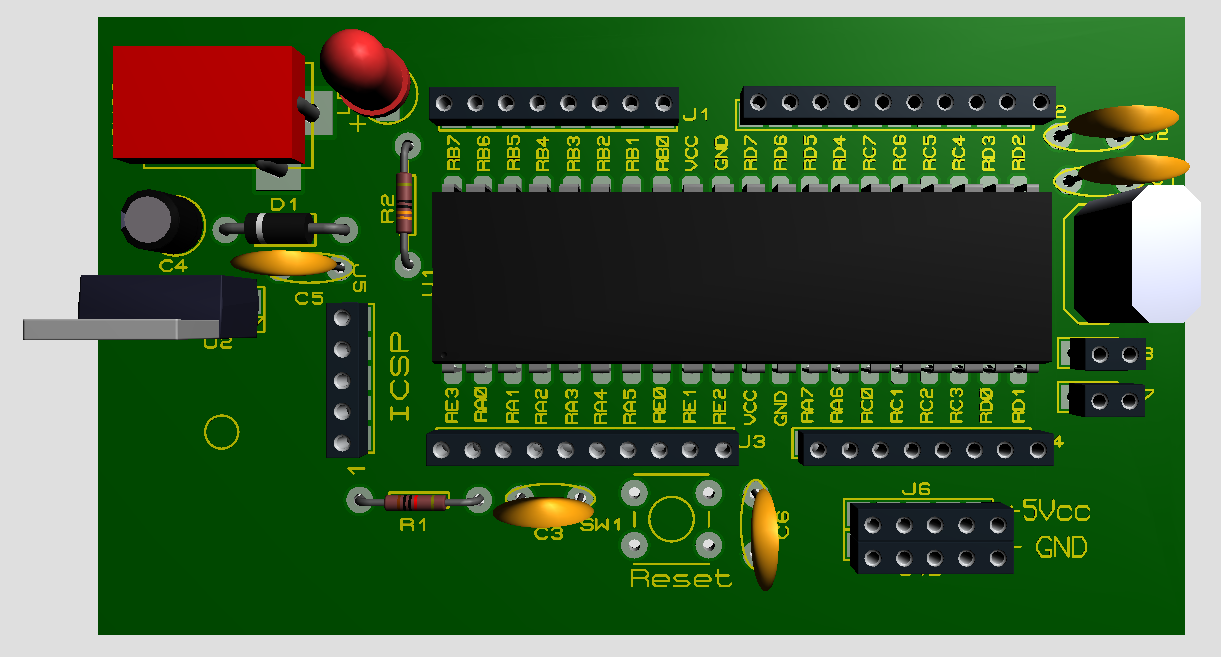 J1
RB7 RB6 RB5 RB4 RB3 RB2 RB1 RB0 VCC GND RD7 RD6 RD5 RD4 RC7 RC6 RC5 RC4 RD3 RD2
R2
D1
C4
C5
J5
U1
U2
ICSP
RE3 RA0 RA1 RA2 RA3 RA4 RA5 RE0 RE1 RE2 VCC GND RA7 RA6 RC0 RC1 RC2 RC3 RD0 RD1
J3
4
1
R1
C3
SW1
C6
Reset
J6
5Vcc
GND